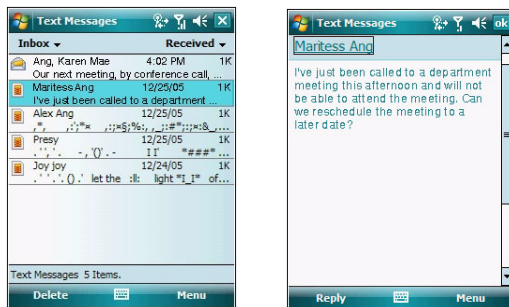 Text Messages
Inbox Received
Ang, Karen Mae 4:02 PM 1K
Our next meeting, by conference call, ...
Maritess Ang 12/25/05 1K
I've just been called to a department ...
Alex Ang 12/25/05 1K
Presy 12/25/05 1K
Joy joy 12/24/05 1K
let the light "I_I" of...
Text Messages 5 Items.
Delete Menu
Text Messages ok
Maritess Ang
I've just been called to a department
meeting this afternoon and will not
be able to attend the meeting. Can
we reschedule the meeting to a
later date?
Reply Menu